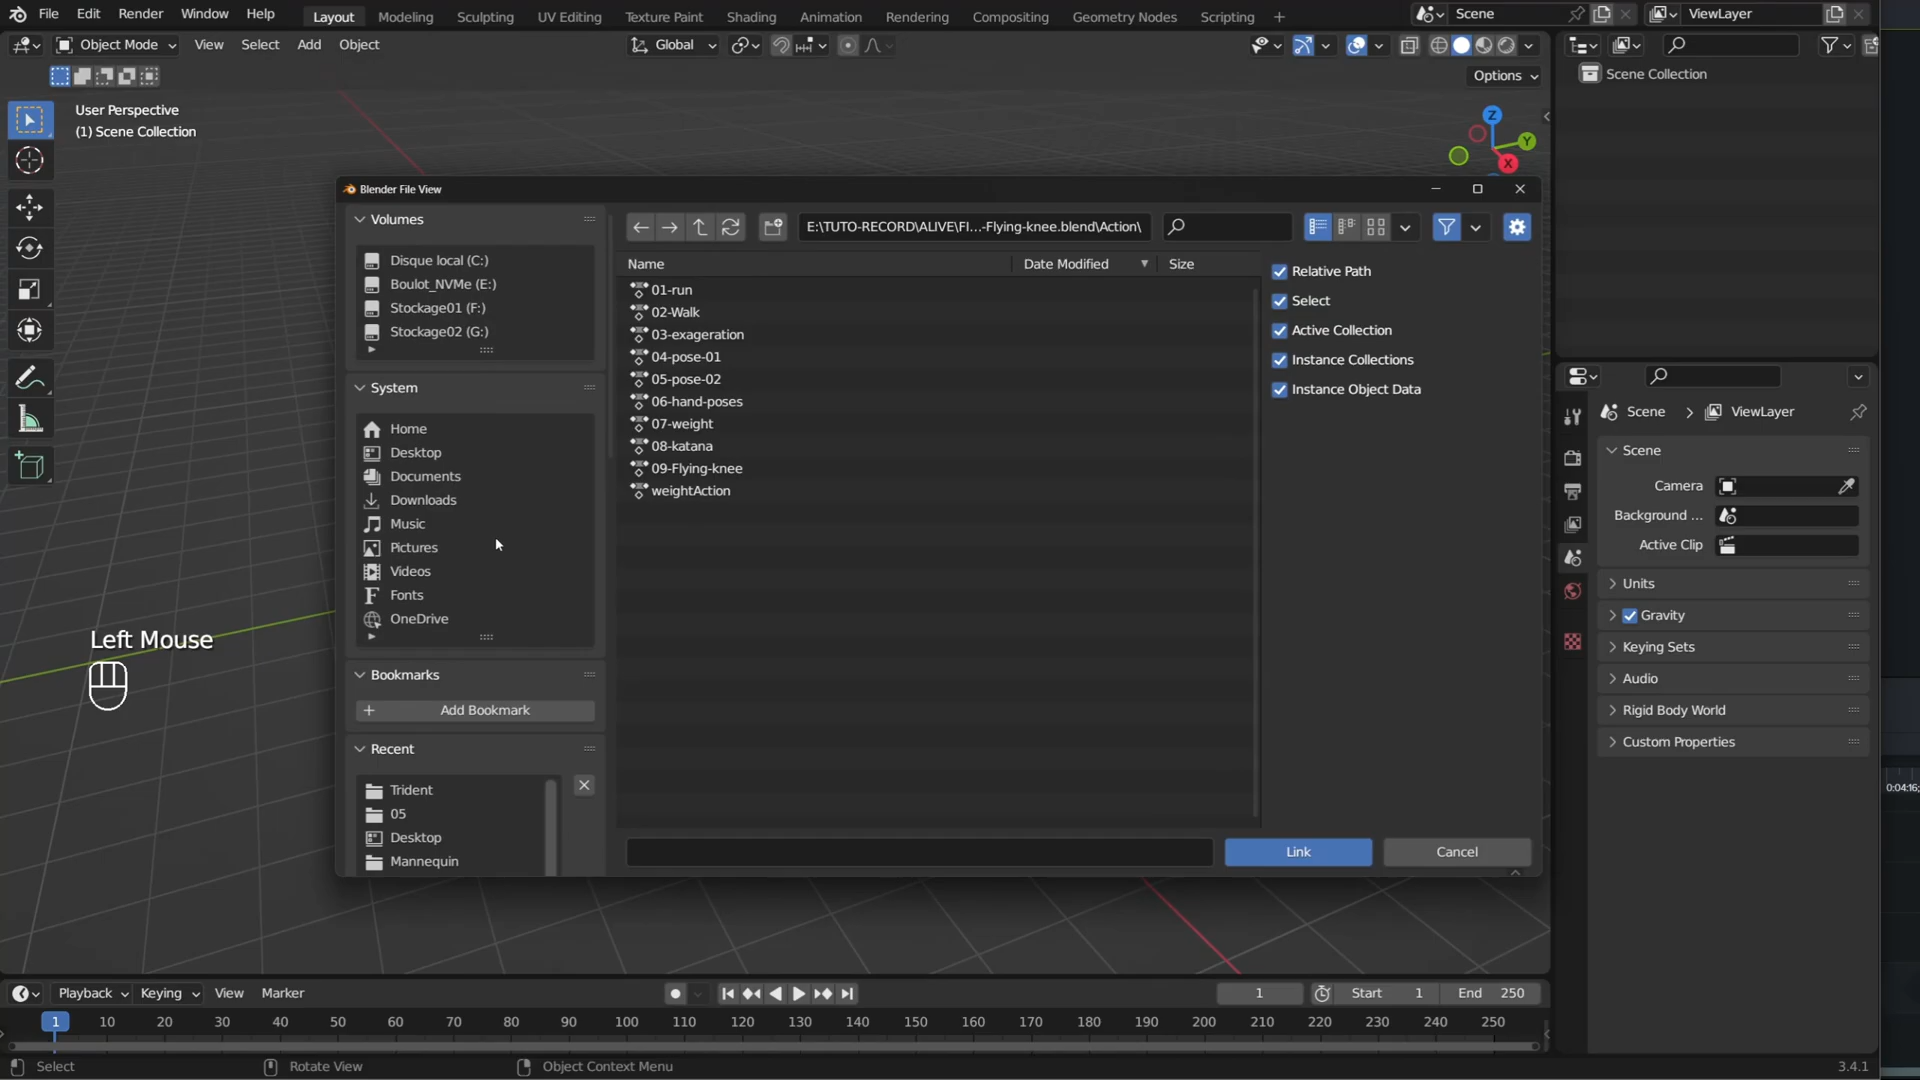 File Edit Render Window Help Layout Modeling Sculpting UV Editing Texture Paint Shading Animation Rendering Compositing Geometry Nodes Scripting + Scene ViewLayer
Object Mode View Select Add Object Global
Options
User Perspective
(1) Scene Collection
Z
Y
X
Scene Collection
Blender File View
Volumes
Disque local (C:)
Boulot_NVMe (E:)
Stockage01 (F:)
Stockage02 (G:)
System
Home
Desktop
Documents
Downloads
Music
Pictures
Videos
Fonts
OneDrive
Bookmarks
+ Add Bookmark
Recent
Trident
05
Desktop
Mannequin
E:\TUTO-RECORD\ALIVE\FI...-Flying-knee.blend\Action\
Name Date Modified Size
01-run
02-Walk
03-exageration
04-pose-01
05-pose-02
06-hand-poses
07-weight
08-katana
09-Flying-knee
weightAction
Relative Path
Select
Active Collection
Instance Collections
Instance Object Data
Link Cancel
Left Mouse
Scene > ViewLayer
Scene
Camera
Background ...
Active Clip
Units
Gravity
Keying Sets
Audio
Rigid Body World
Custom Properties
0:04:16;
Playback Keying View Marker 1 Start 1 End 250
1 10 20 30 40 50 60 70 80 90 100 110 120 130 140 150 160 170 180 190 200 210 220 230 240 250
Select Rotate View Object Context Menu 3.4.1